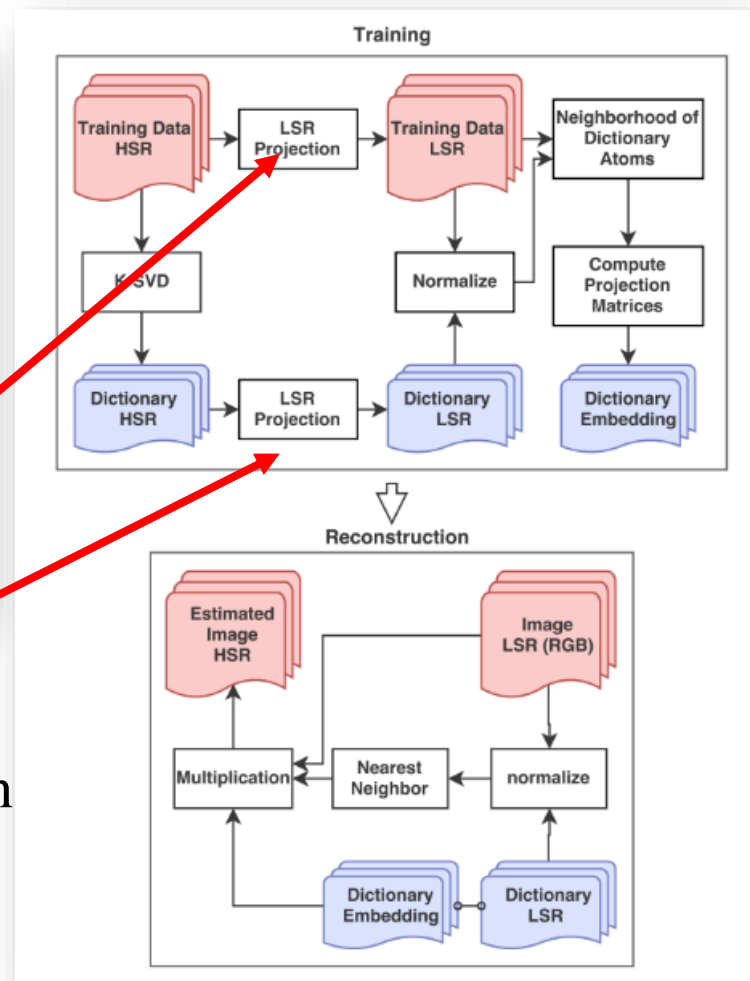 Training
Training Data
HSR
LSR
Projection
Training Data
LSR
Neighborhood of
Dictionary
Atoms
K-SVD
Normalize
Compute
Projection
Matrices
Dictionary
HSR
LSR
Projection
Dictionary
LSR
Dictionary
Embedding
Reconstruction
Estimated
Image
HSR
Image
LSR (RGB)
Multiplication
Nearest
Neighbor
normalize
Dictionary
Embedding
Dictionary
LSR